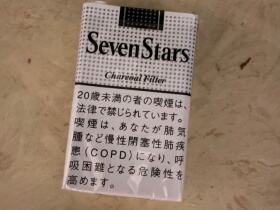 SevenStars
Charcoal Filter
20歳未満の者の喫煙は、
法律で禁じられています。
喫煙は、あなたが肺気
腫など慢性閉塞性肺疾
患(COPD)になり、呼
吸困難となる危険性を
高めます。